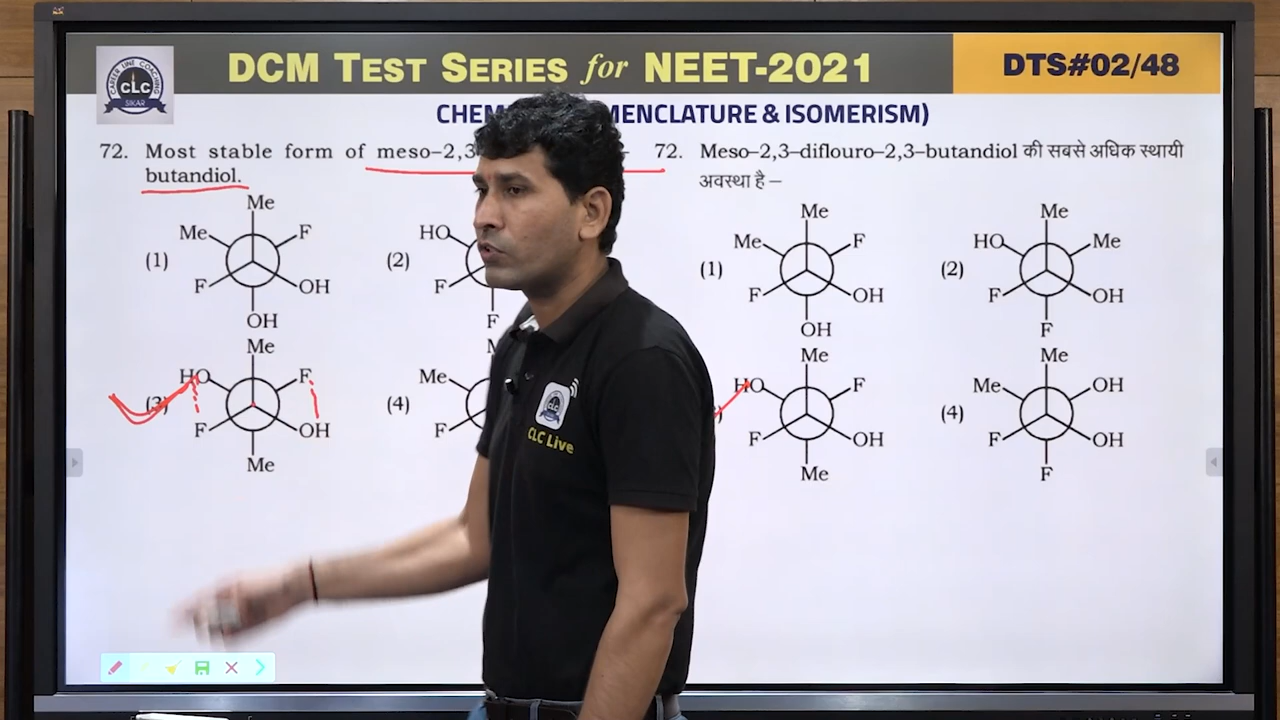 DCM TEST SERIES for NEET-2021
DTS#02/48
CAREER LINE COACHING
CLC
SIKAR
NOMENCLATURE & ISOMERISM)
72. Most stable form of meso–2,3
butandiol.
(1)
Me
Me
F
F
OH
OH
(2)
HO
F
F
(3)
Me
HO
F
F
OH
Me
(4)
Me
F
72. Meso–2,3–diflouro–2,3–butandiol की सबसे अधिक स्थायी
अवस्था है –
(1)
Me
Me
F
F
OH
OH
(2)
Me
HO
Me
F
OH
F
Me
HO
F
F
OH
Me
(4)
Me
Me
OH
F
OH
F
CLC Live